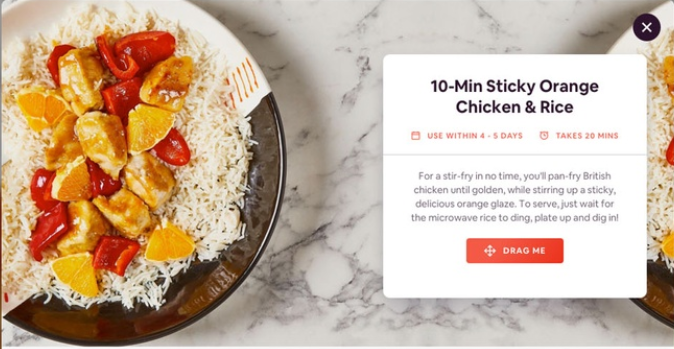 10-Min Sticky Orange
Chicken & Rice
USE WITHIN 4 - 5 DAYS TAKES 20 MINS
For a stir-fry in no time, you'll pan-fry British
chicken until golden, while stirring up a sticky,
delicious orange glaze. To serve, just wait for
the microwave rice to ding, plate up and dig in!
DRAG ME